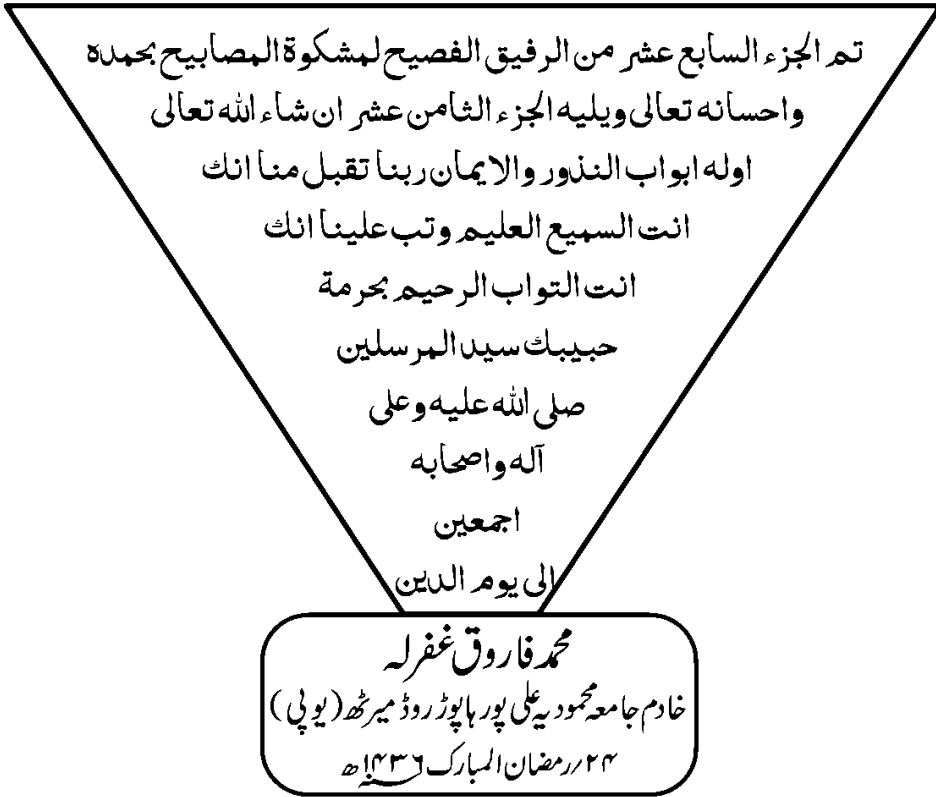 تم الجزء السابع عشر من الرفيق الفصيح لمشكوة المصابيح بحمده
واحسانه تعالى ويليه الجزء الثامن عشر ان شاء الله تعالى
اوله ابواب النذور والايمان ربنا تقبل منا انك
انت السميع العليم وتب علينا انك
انت التواب الرحيم بحرمة
حبيبك سيد المرسلين
صلى الله عليه وعلى
آله واصحابه
اجمعين
الى يوم الدين
محمد فاروق غفرلہ
خادم جامعہ محمودیہ علی پور ہاپوڑ روڈ میرٹھ (یوپی)
۲۴؍رمضان المبارک ۱۴۳۶ھ